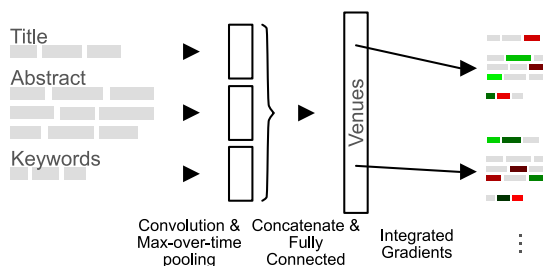 Title
Abstract
Keywords
Venues
Convolution &
Max-over-time
pooling
Concatenate &
Fully
Connected
Integrated
Gradients